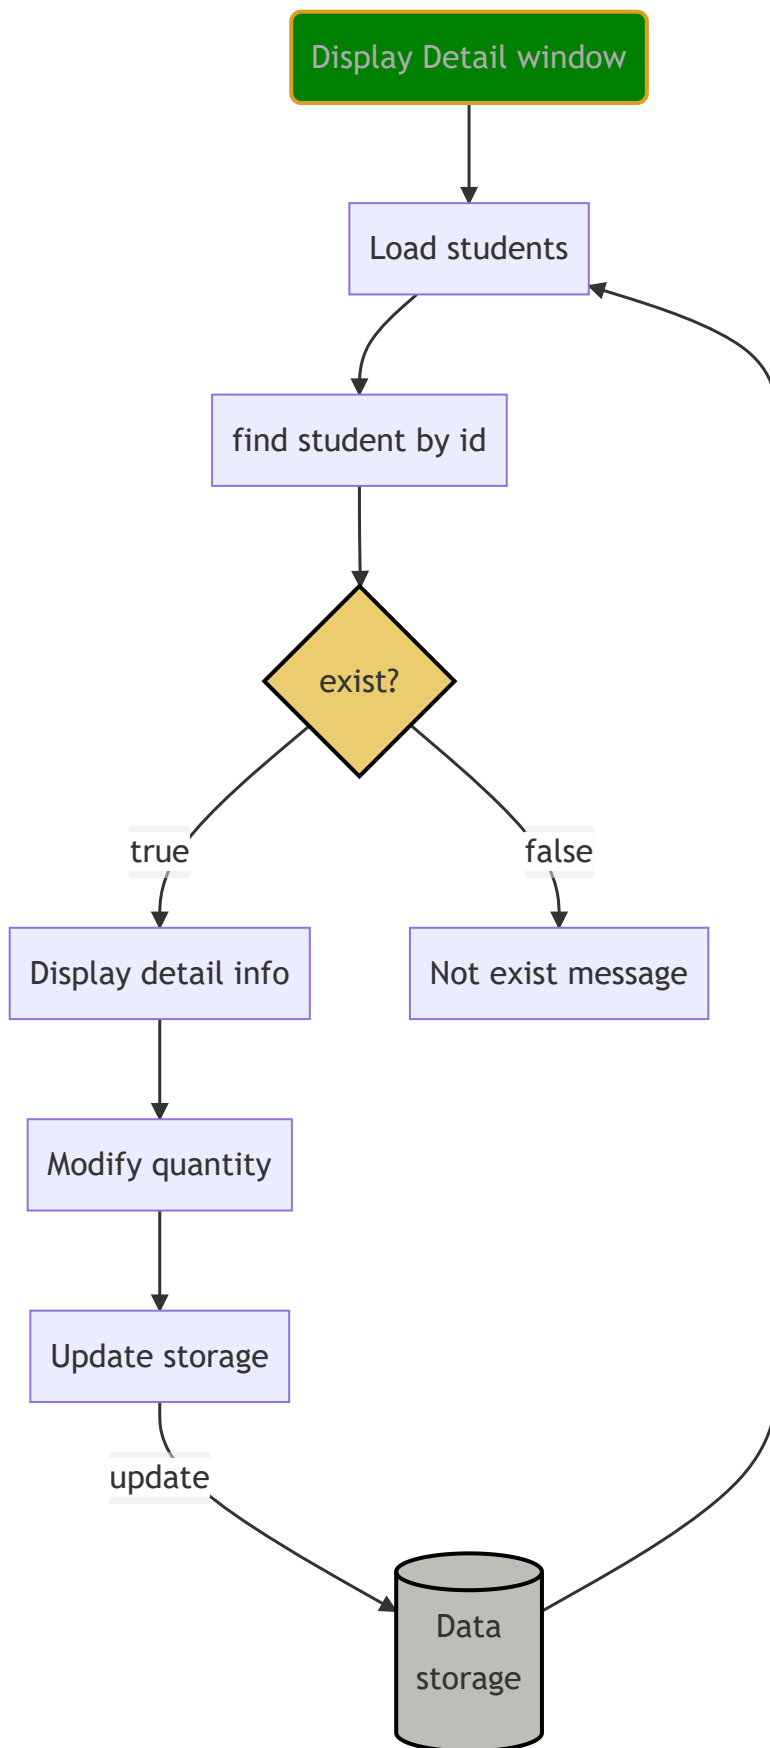 Display Detail window
Load students
find student by id
exist?
true
false
Display detail info
Not exist message
Modify quantity
Update storage
update
Data
storage